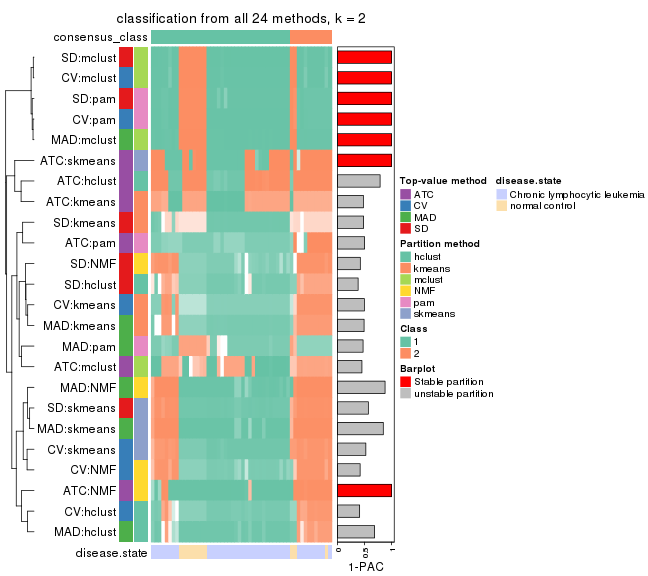 classification from all 24 methods, k = 2
consensus_class
SD:mclust
CV:mclust
SD:pam
CV:pam
MAD:mclust
ATC:skmeans
ATC:hclust
ATC:kmeans
SD:kmeans
ATC:pam
SD:NMF
SD:hclust
CV:kmeans
MAD:kmeans
MAD:pam
ATC:mclust
MAD:NMF
SD:skmeans
MAD:skmeans
CV:skmeans
CV:NMF
ATC:NMF
CV:hclust
MAD:hclust
disease.state
0
0.5
1
1-PAC
Top-value method
ATC
CV
MAD
SD
Partition method
hclust
kmeans
mclust
NMF
pam
skmeans
Class
1
2
Barplot
Stable partition
unstable partition
disease.state
Chronic lymphocytic leukemia
normal control